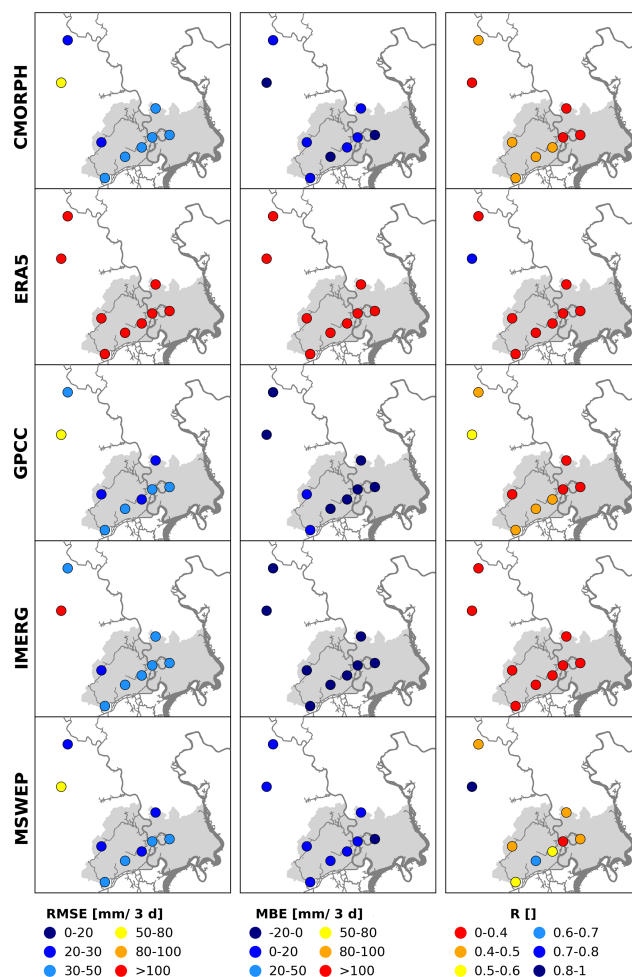 CMORPH
ERA5
GPCC
IMERG
MSWEP
RMSE [mm/ 3 d] MBE [mm/ 3 d] R []
0-20 50-80 -20-0 50-80 0-0.4 0.6-0.7
20-30 80-100 0-20 80-100 0.4-0.5 0.7-0.8
30-50 >100 20-50 >100 0.5-0.6 0.8-1